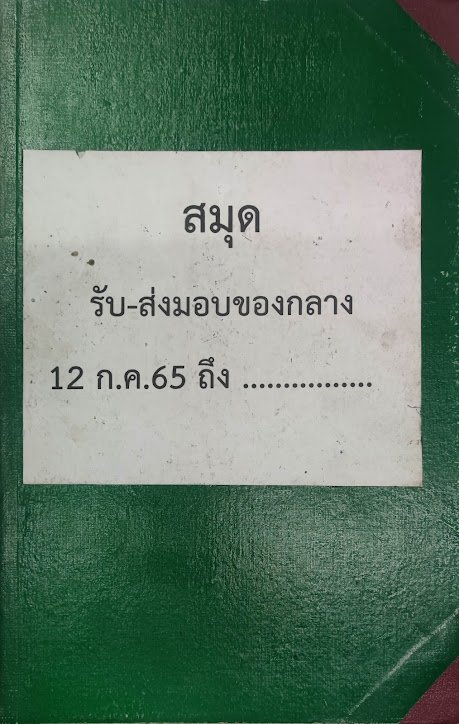 สมุด
รับ-ส่งมอบของกลาง
12 ก.ค.65 ถึง ................